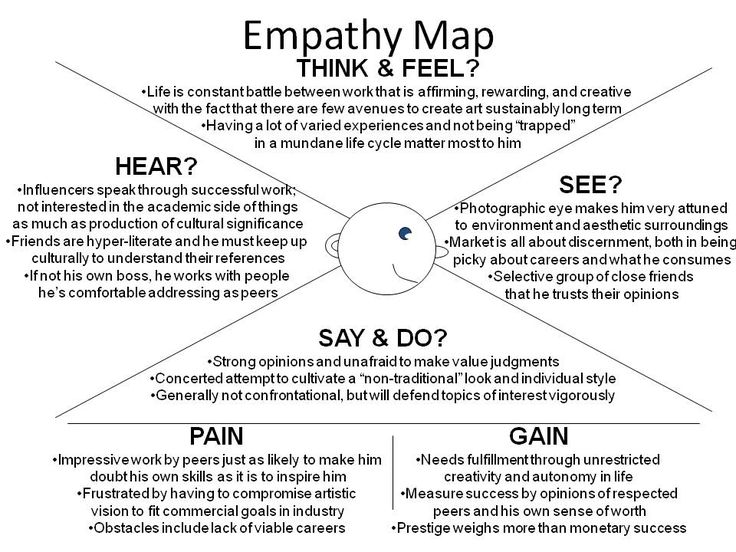 Empathy Map
THINK & FEEL?
•Life is constant battle between work that is affirming, rewarding, and creative
with the fact that there are few avenues to create art sustainably long term
•Having a lot of varied experiences and not being “trapped”
in a mundane life cycle matter most to him
HEAR?
•Influencers speak through successful work;
not interested in the academic side of things
as much as production of cultural significance
•Friends are hyper-literate and he must keep up
culturally to understand their references
•If not his own boss, he works with people
he’s comfortable addressing as peers
SEE?
•Photographic eye makes him very attuned
to environment and aesthetic surroundings
•Market is all about discernment, both in being
picky about careers and what he consumes
•Selective group of close friends
that he trusts their opinions
SAY & DO?
•Strong opinions and unafraid to make value judgments
•Concerted attempt to cultivate a “non-traditional” look and individual style
•Generally not confrontational, but will defend topics of interest vigorously
PAIN
•Impressive work by peers just as likely to make him
doubt his own skills as it is to inspire him
•Frustrated by having to compromise artistic
vision to fit commercial goals in industry
•Obstacles include lack of viable careers
GAIN
•Needs fulfillment through unrestricted
creativity and autonomy in life
•Measure success by opinions of respected
peers and his own sense of worth
•Prestige weighs more than monetary success